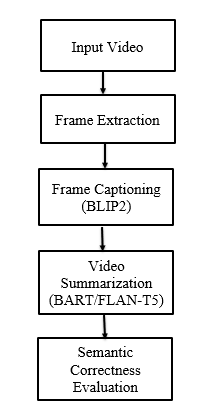 Input Video
Frame Extraction
Frame Captioning
(BLIP2)
Video
Summarization
(BART/FLAN-T5)
Semantic
Correctness
Evaluation